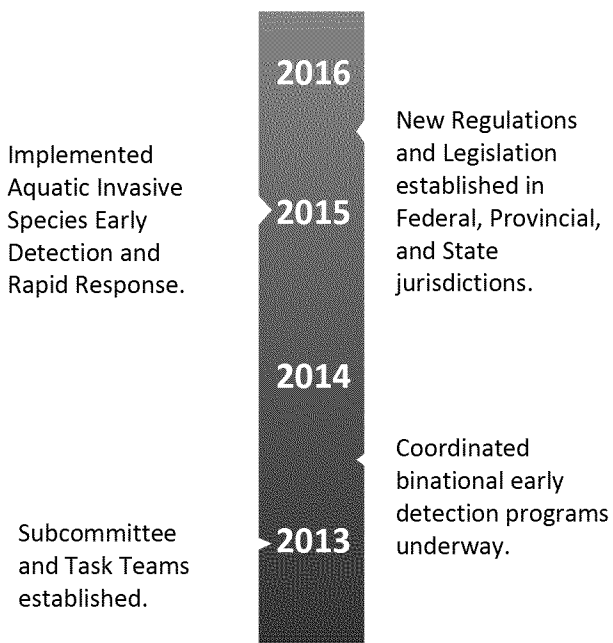 2016
New Regulations
and Legislation
established in
Federal, Provincial,
and State
jurisdictions.
Implemented
Aquatic Invasive
Species Early
Detection and
Rapid Response.
2015
2014
Coordinated
binational early
detection programs
underway.
Subcommittee
and Task Teams
established.
2013